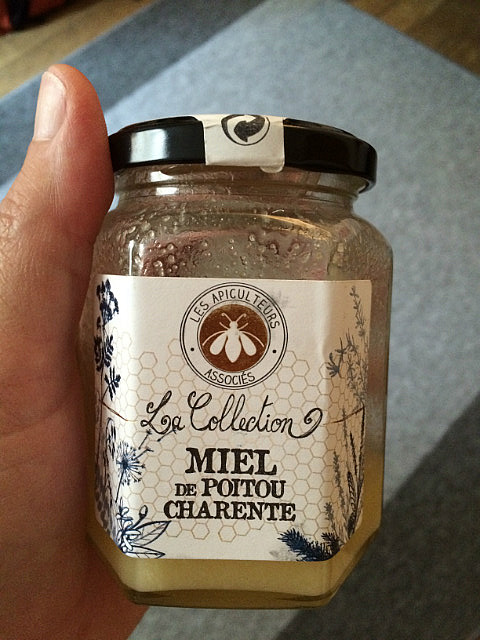 LES APICULTEURS
ASSOCIÉS
La Collection
MIEL
DE POITOU
CHARENTE